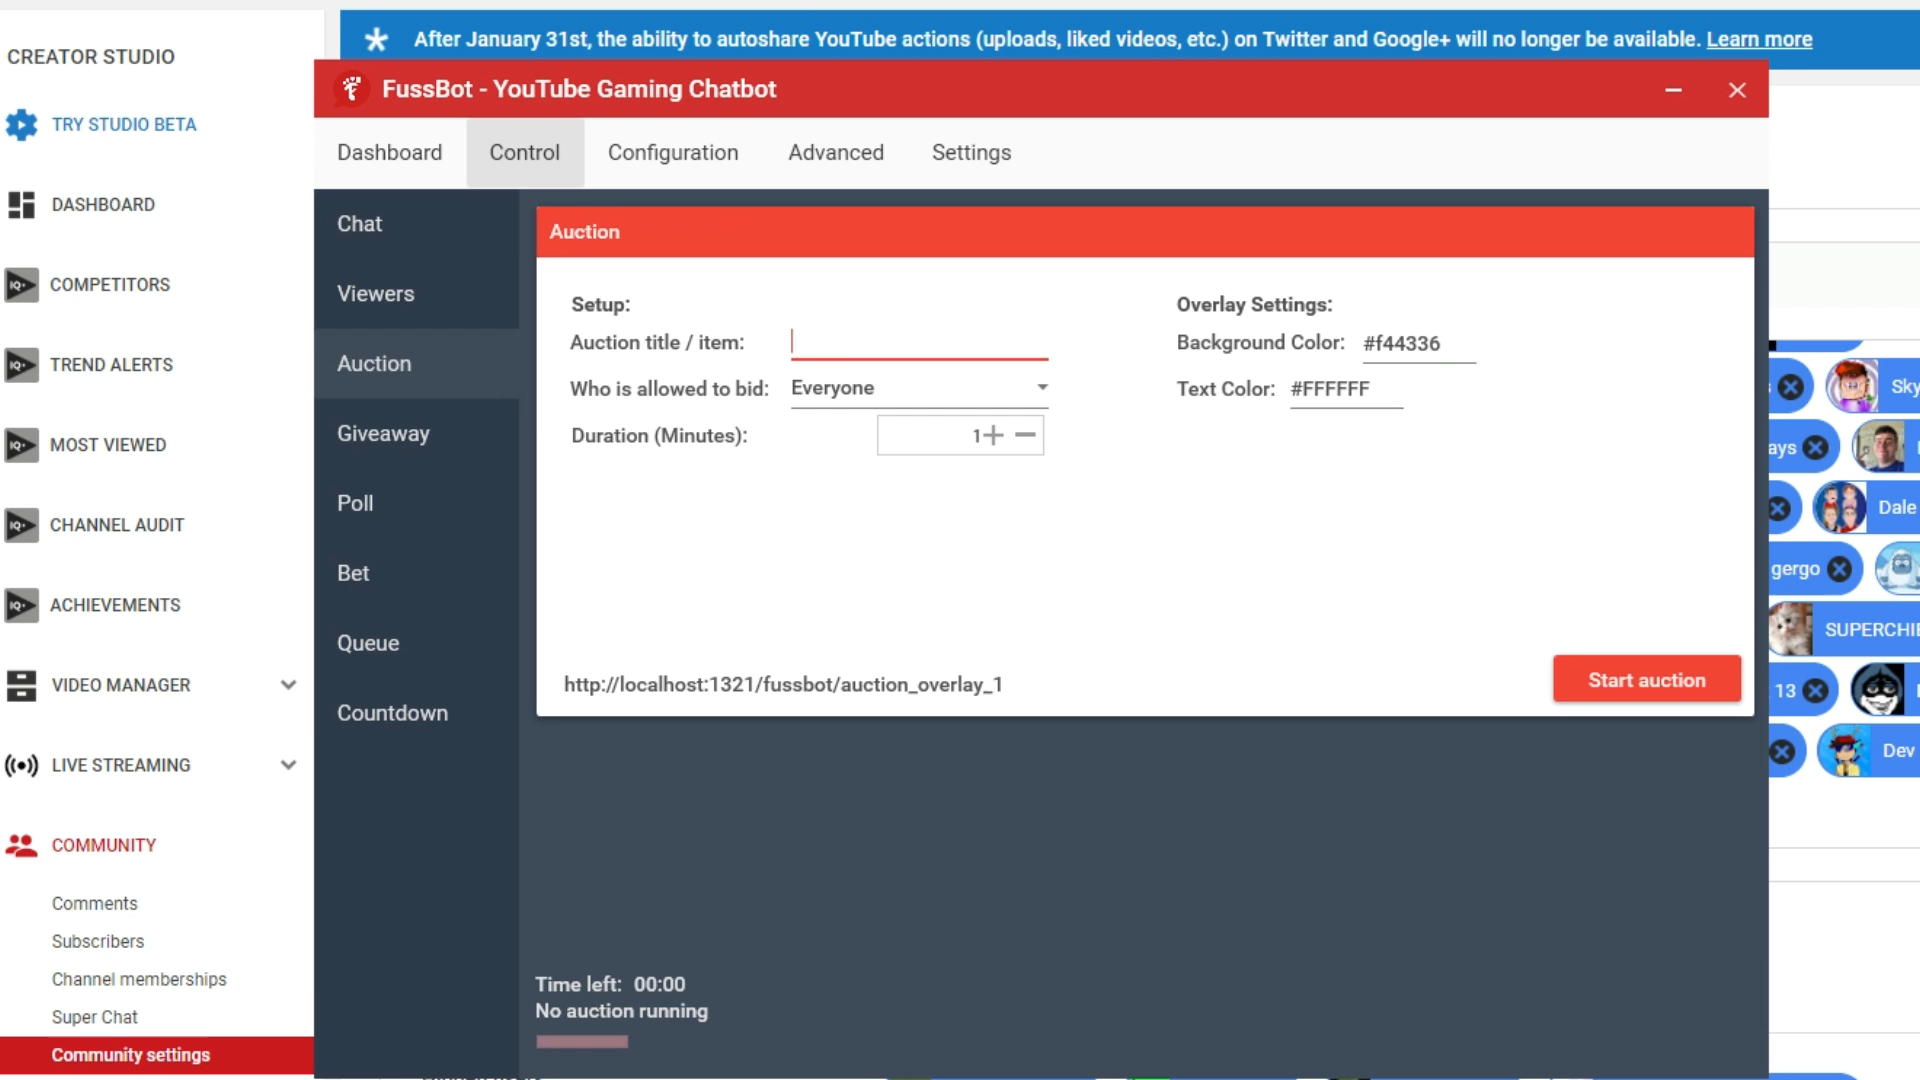 After January 31st, the ability to autoshare YouTube actions (uploads, liked videos, etc.) on Twitter and Google+ will no longer be available. Learn more
CREATOR STUDIO
TRY STUDIO BETA
DASHBOARD
COMPETITORS
TREND ALERTS
MOST VIEWED
CHANNEL AUDIT
ACHIEVEMENTS
VIDEO MANAGER
LIVE STREAMING
COMMUNITY
Comments
Subscribers
Channel memberships
Super Chat
Community settings
FussBot - YouTube Gaming Chatbot
Dashboard
Control
Configuration
Advanced
Settings
Chat
Viewers
Auction
Giveaway
Poll
Bet
Queue
Countdown
Auction
Setup:
Auction title / item:
Who is allowed to bid: Everyone
Duration (Minutes): 1
Overlay Settings:
Background Color: #f44336
Text Color: #FFFFFF
http://localhost:1321/fussbot/auction_overlay_1
Start auction
Time left: 00:00
No auction running
Sky
ays
Dale
gergo
SUPERCHIE
13
Dev